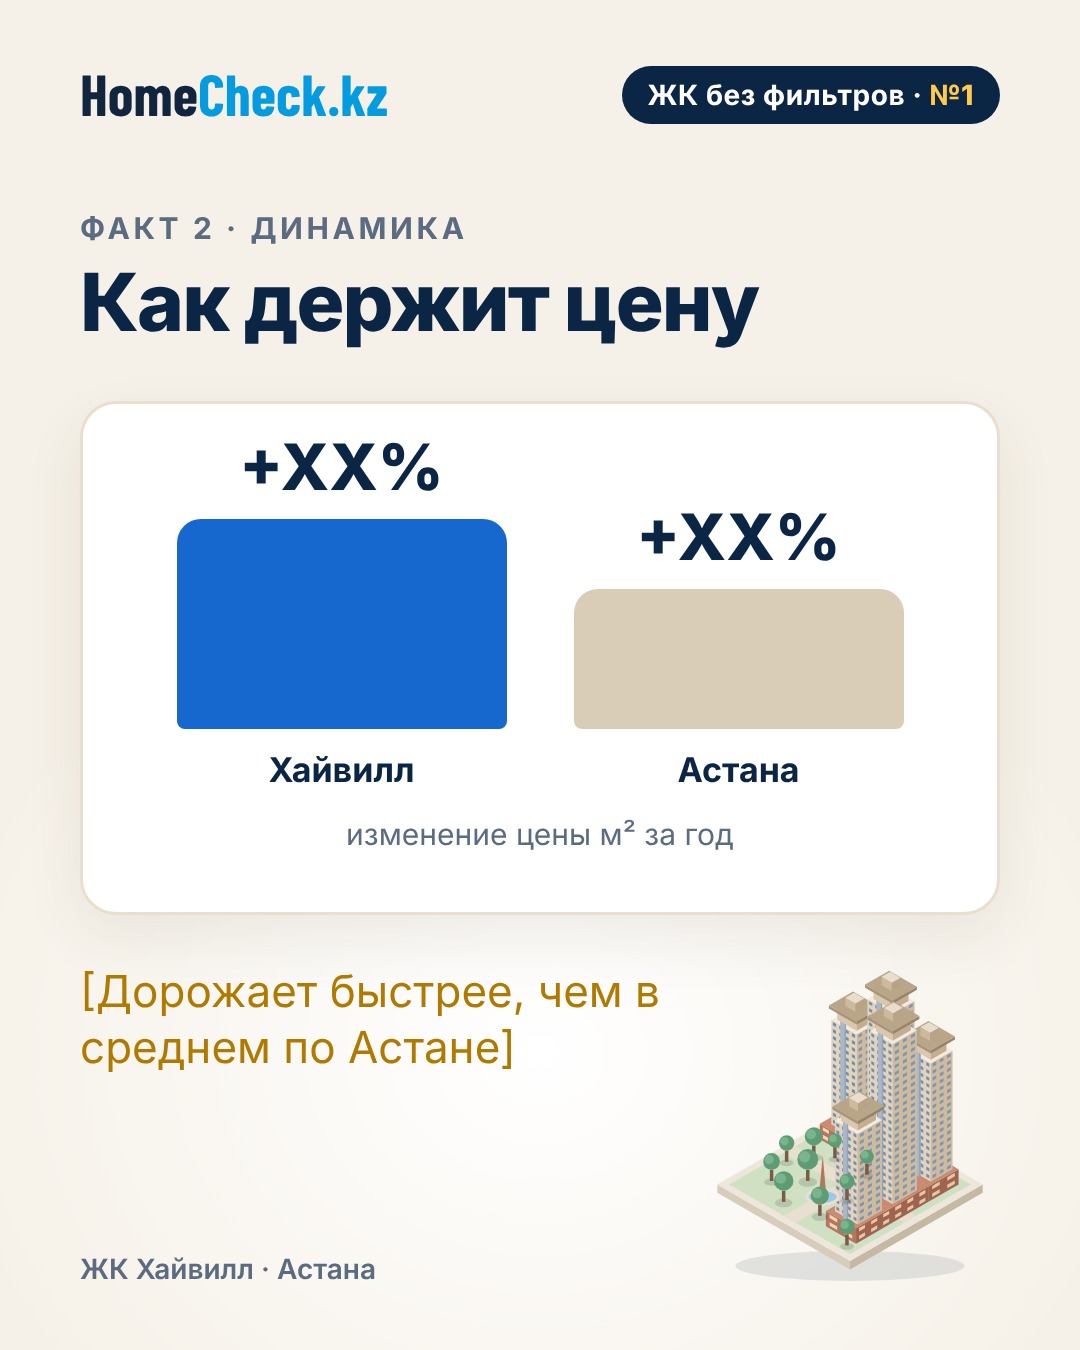 HomeCheck.kz
ЖК без фильтров · №1
ФАКТ 2 · ДИНАМИКА
Как держит цену
+XX%
+XX%
Хайвилл
Астана
изменение цены м² за год
[Дорожает быстрее, чем в
среднем по Астане]
ЖК Хайвилл · Астана